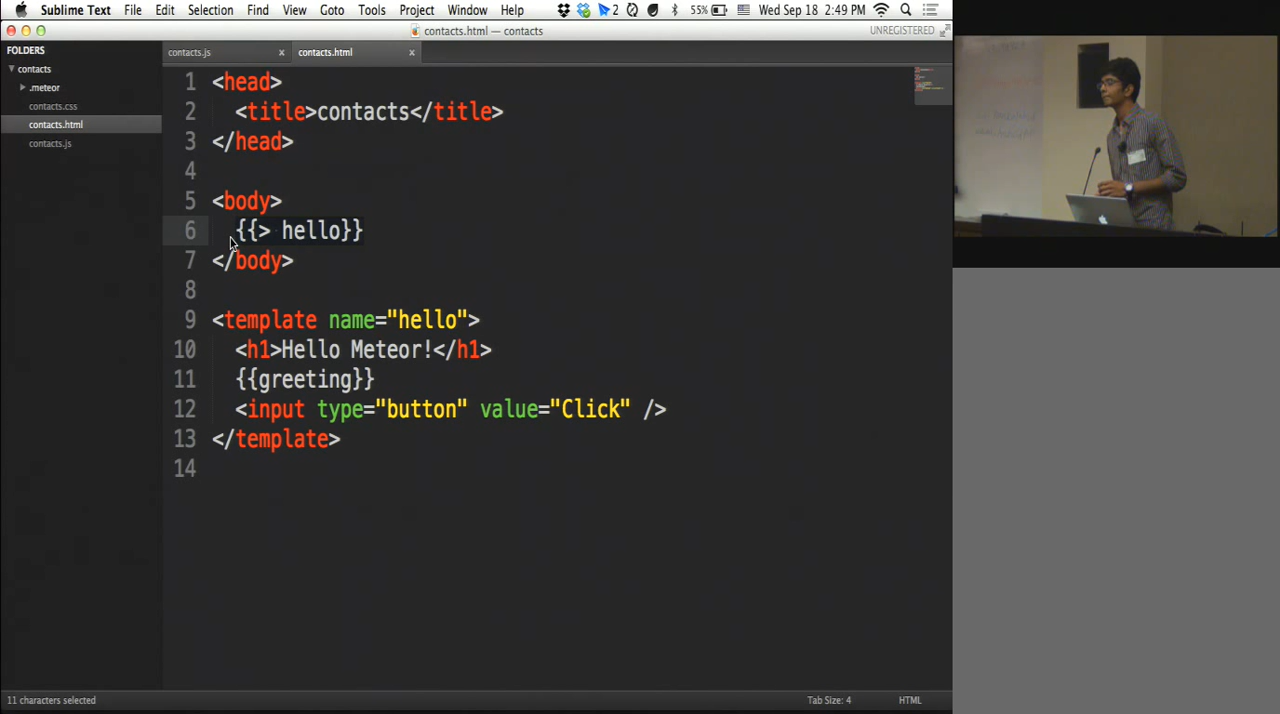 Sublime Text File Edit Selection Find View Goto Tools Project Window Help 2 55% Wed Sep 18 2:49 PM
contacts.html — contacts UNREGISTERED
FOLDERS
contacts
.meteor
contacts.css
contacts.html
contacts.js
contacts.js x contacts.html x
1 <head>
2 <title>contacts</title>
3 </head>
4
5 <body>
6 {{> hello}}
7 </body>
8
9 <template name="hello">
10 <h1>Hello Meteor!</h1>
11 {{greeting}}
12 <input type="button" value="Click" />
13 </template>
14
11 characters selected Tab Size: 4 HTML